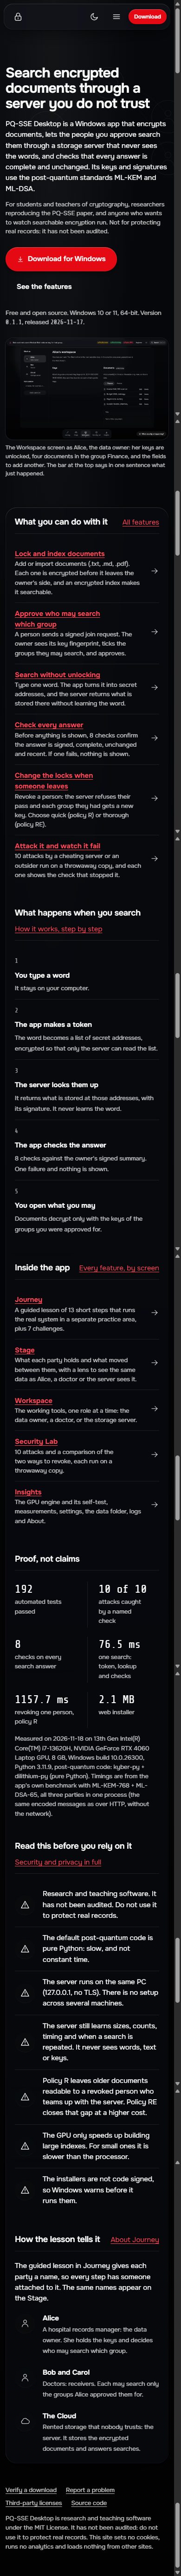 Download
Search encrypted
documents through a
server you do not trust
PQ-SSE Desktop is a Windows app that encrypts
documents, lets the people you approve search
them through a storage server that never sees
the words, and checks that every answer is
complete and unchanged. Its keys and signatures
use the post-quantum standards ML-KEM and
ML-DSA.
For students and teachers of cryptography, researchers
reproducing the PQ-SSE paper, and anyone who wants
to watch searchable encryption run. Not for protecting
real records: it has not been audited.
Download for Windows
See the features
Free and open source. Windows 10 or 11, 64-bit. Version
0.1.1, released 2026-11-17.
The Workspace screen as Alice, the data owner: her keys are
unlocked, four documents in the group Finance and the fields
to add another. The bar at the top says in one sentence what
just happened.
What you can do with it
All features
Lock and index documents
Add or import documents (.txt, .md, .pdf).
Each one is encrypted before it leaves the
owner's side, and an encrypted index makes
it searchable.
Approve who may search
which group
A person sends a signed join request. The
owner sees its key fingerprint, ticks the
groups they may search, and approves.
Search without unlocking
Type one word. The app turns it into secret
addresses, and the server returns what is
stored there without learning the word.
Check every answer
Before anything is shown, 8 checks confirm
the answer is signed, complete, unchanged
and recent. If one fails, nothing is shown.
Change the locks when
someone leaves
Revoke a person: the server refuses their
pass and each group they had gets a new
key. Choose quick (policy R) or thorough
(policy RE).
Attack it and watch it fail
10 attacks by a cheating server or an
outsider run on a throwaway copy, and each
one shows the check that stopped it.
What happens when you search
How it works, step by step
1
You type a word
It stays on your computer.
2
The app makes a token
The word becomes a list of secret addresses,
encrypted so that only the server can read the list.
3
The server looks them up
It returns what is stored at those addresses, with
its signature. It never learns the word.
4
The app checks the answer
8 checks against the owner's signed summary.
One failure and nothing is shown.
5
You open what you may
Documents decrypt only with the keys of the
groups you were approved for.
Inside the app
Every feature, by screen
Journey
A guided lesson of 13 short steps that runs
the real system in a separate practice area,
plus 7 challenges.
Stage
What each party holds and what moved
between them, with a lens to see the same
data as Alice, a doctor or the server sees it.
Workspace
The working tools, one role at a time: the
data owner, a doctor, or the storage server.
Security Lab
10 attacks and a comparison of the
two ways to revoke, each run on a
throwaway copy.
Insights
The GPU engine and its self-test,
measurements, settings, the data folder, logs
and About.
Proof, not claims
192
automated tests
passed
10 of 10
attacks caught
by a named
check
8
checks on every
search answer
76.5 ms
one search:
token, lookup
and checks
1157.7 ms
revoking one person,
policy R
2.1 MB
web installer
Measured on 2026-11-18 on 13th Gen Intel(R)
Core(TM) i7-13620H, NVIDIA GeForce RTX 4060
Laptop GPU, 8 GB, Windows build 10.0.26300,
Python 3.11.9, post-quantum code: kyber-py +
dilithium-py (pure Python). Timings are from the
app's own benchmark with ML-KEM-768 + ML-
DSA-65, all three parties in one process (the
same encoded messages as over HTTP, without
the network).
Read this before you rely on it
Security and privacy in full
Research and teaching software. It
has not been audited. Do not use it
to protect real records.
The default post-quantum code is
pure Python: slow, and not
constant time.
The server runs on the same PC
(127.0.0.1, no TLS). There is no setup
across several machines.
The server still learns sizes, counts,
timing and when a search is
repeated. It never sees words, text
or keys.
Policy R leaves older documents
readable to a revoked person who
teams up with the server. Policy RE
closes that gap at a higher cost.
The GPU only speeds up building
large indexes. For small ones it is
slower than the processor.
The installers are not code signed,
so Windows warns before it
runs them.
How the lesson tells it
About Journey
The guided lesson in Journey gives each
party a name, so every step has someone
attached to it. The same names appear on
the Stage.
Alice
A hospital records manager: the data
owner. She holds the keys and decides
who may search which group.
Bob and Carol
Doctors: receivers. Each may search only
the groups Alice approved them for.
The Cloud
Rented storage that nobody trusts: the
server. It stores the encrypted
documents and answers searches.
Verify a download
Report a problem
Third-party licenses
Source code
PQ-SSE Desktop is research and teaching software
under the MIT License. It has not been audited: do not
use it to protect real records. This site sets no cookies,
runs no analytics and loads nothing from other sites.